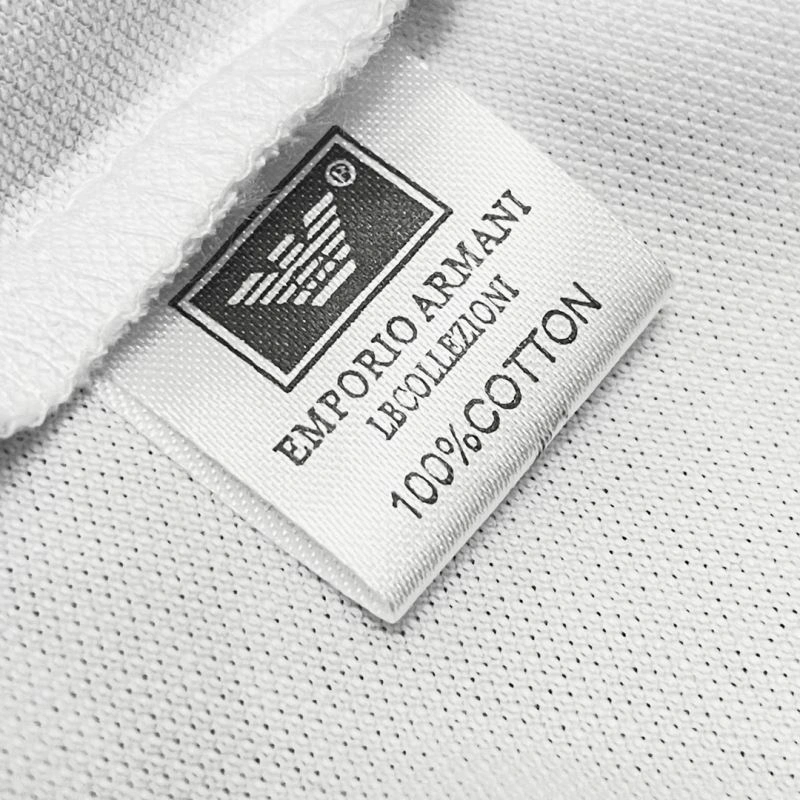 ®
EMPORIO ARMANI
LBCOLLEZIONI
100%COTTON